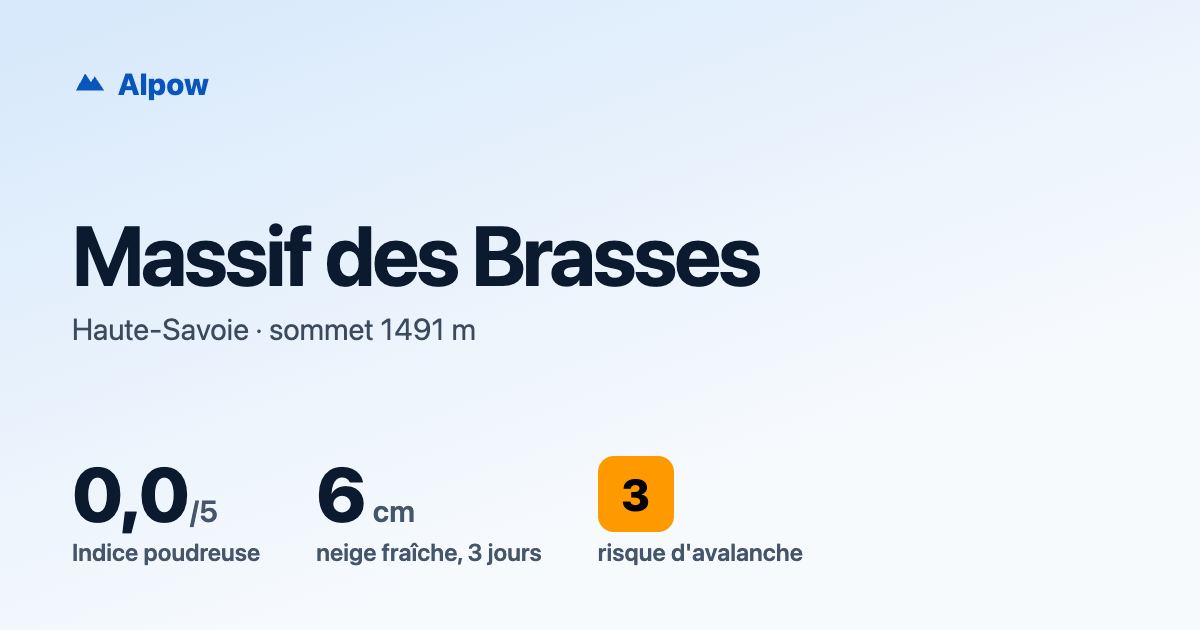 Alpow
Massif des Brasses
Haute-Savoie · sommet 1491 m
0,0/5
Indice poudreuse
6 cm
neige fraîche, 3 jours
3
risque d'avalanche